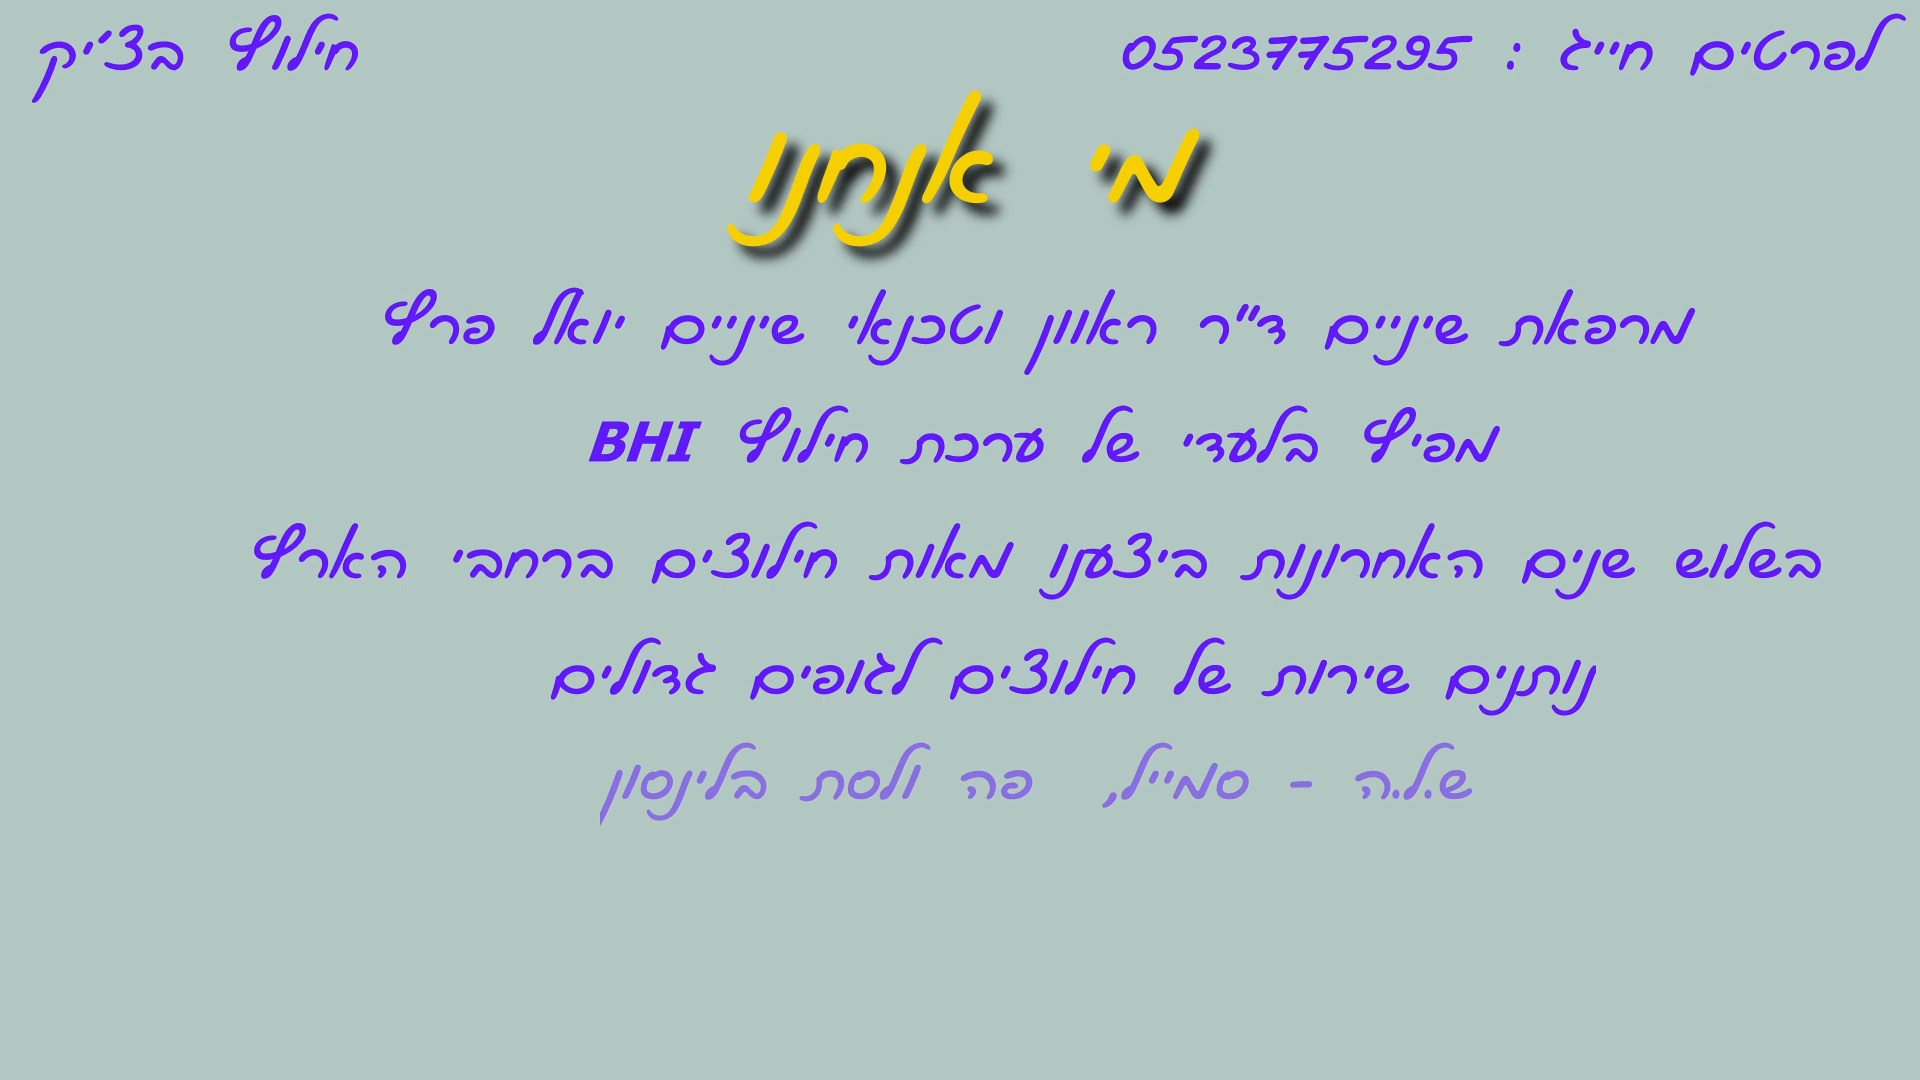 לפרטים חייג : 0523775295
חילוץ בצ'יק
מי אנחנו
מרפאת שיניים ד"ר ראוון וטכנאי שיניים יואל פרץ
מפיץ בלעדי של ערכת חילוץ BHI
בשלוש שנים האחרונות ביצענו מאות חילוצים ברחבי הארץ
נותנים שירות של חילוצים לגופים גדולים
ש.ל.ה - סמייל, פה ולסת בלינסון